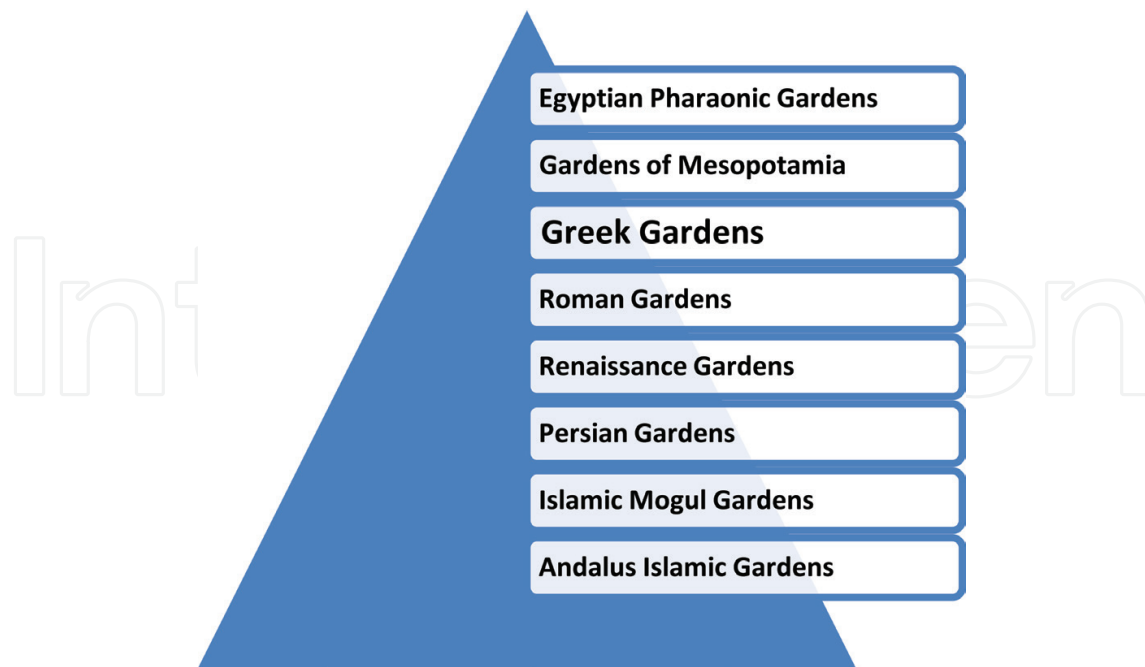 Egyptian Pharaonic Gardens
Gardens of Mesopotamia
Greek Gardens
Roman Gardens
Renaissance Gardens
Persian Gardens
Islamic Mogul Gardens
Andalus Islamic Gardens